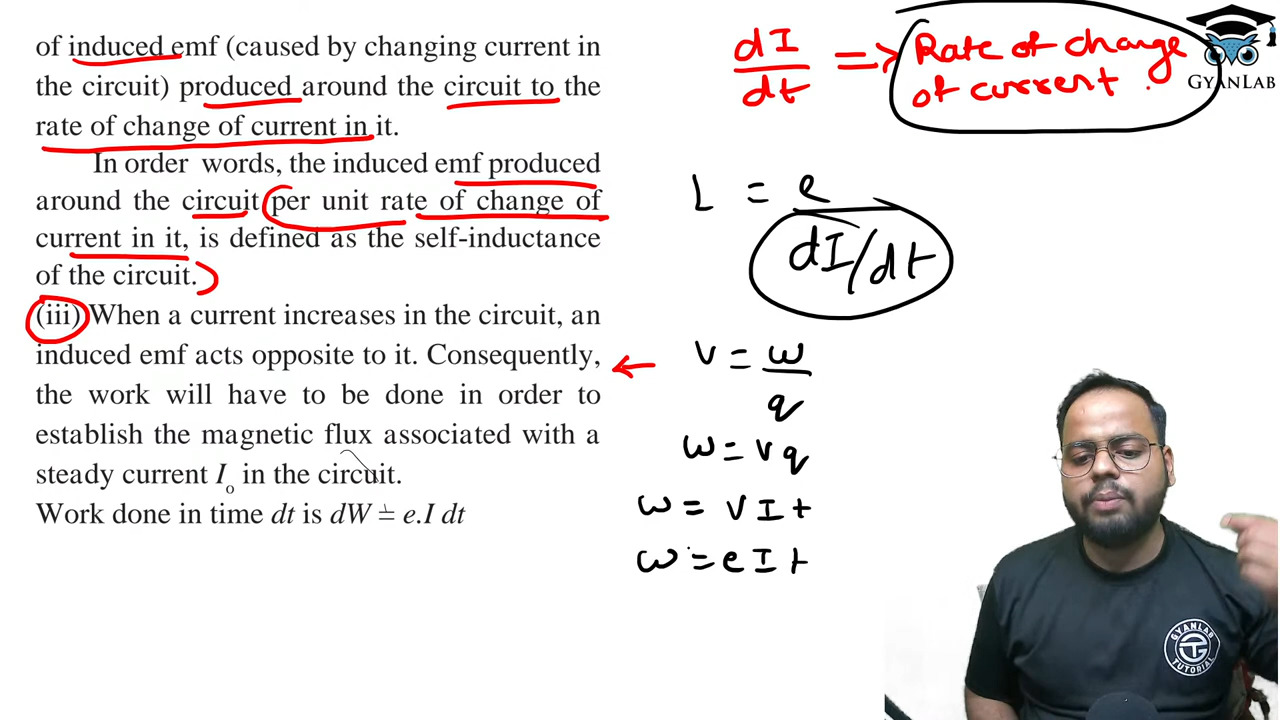 of induced emf (caused by changing current in
the circuit) produced around the circuit to the
rate of change of current in it.
In order words, the induced emf produced
around the circuit per unit rate of change of
current in it, is defined as the self-inductance
of the circuit.
(iii) When a current increases in the circuit, an
induced emf acts opposite to it. Consequently,
the work will have to be done in order to
establish the magnetic flux associated with a
steady current I₀ in the circuit.
Work done in time dt is dW = e.I dt
dI/dt => Rate of change
of current.
L = e / dI/dt
V = w/q
w = vq
w = V I t
w = e I t
GYANLAB
GYANLAB
TUTORIAL